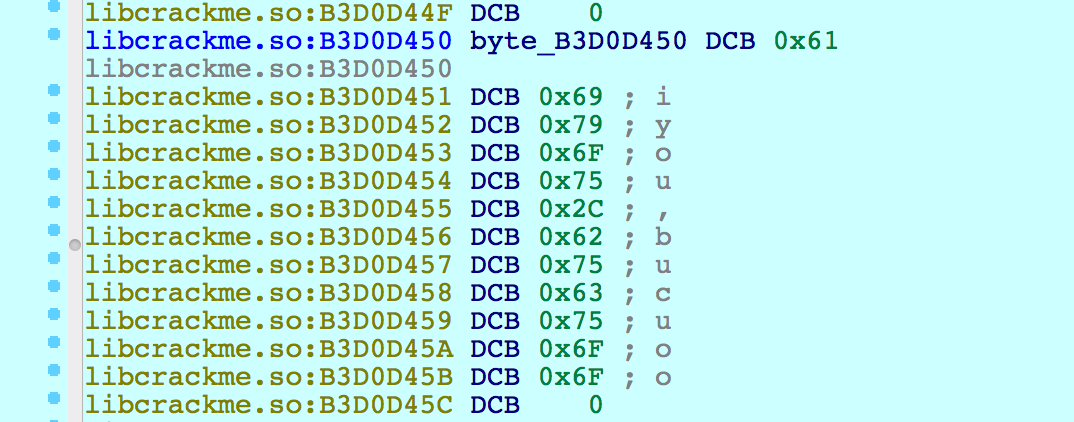 libcrackme.so:B3D0D44F DCB 0
libcrackme.so:B3D0D450 byte_B3D0D450 DCB 0x61
libcrackme.so:B3D0D450
libcrackme.so:B3D0D451 DCB 0x69 ; i
libcrackme.so:B3D0D452 DCB 0x79 ; y
libcrackme.so:B3D0D453 DCB 0x6F ; o
libcrackme.so:B3D0D454 DCB 0x75 ; u
libcrackme.so:B3D0D455 DCB 0x2C ; ,
libcrackme.so:B3D0D456 DCB 0x62 ; b
libcrackme.so:B3D0D457 DCB 0x75 ; u
libcrackme.so:B3D0D458 DCB 0x63 ; c
libcrackme.so:B3D0D459 DCB 0x75 ; u
libcrackme.so:B3D0D45A DCB 0x6F ; o
libcrackme.so:B3D0D45B DCB 0x6F ; o
libcrackme.so:B3D0D45C DCB 0